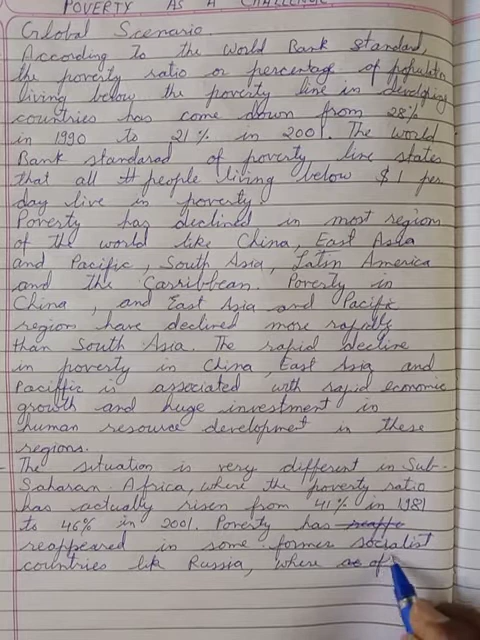 POVERTY AS A CHALLENGE
Global Scenario
According To the World Bank standard,
the poverty ratio or percentage of population
living below the poverty line in developing
countries has come down from 28%
in 1990 to 21% in 2001. The world
Bank standarad of poverty line states
that all people living below $1 per
day live in poverty
Poverty has declined in most regions
of the world like China, East Asia
and Pacific, South Asia, Latin America
and the Carribbean. Poverty in
China, and East Asia and Pacific
region have declined more rapidly
than South Asia. The rapid decline
in poverty in China, East Asia and
Paciffic is associated with rapid economic
growth and huge investment in
human resource development in these
regions.
- The situation is very different in Sub-
Saharan Africa, where the poverty ratio
has actually risen from 41% in 1981
to 46% in 2001. Poverty has
reappeared in some former socialist
countries like Russia, where of